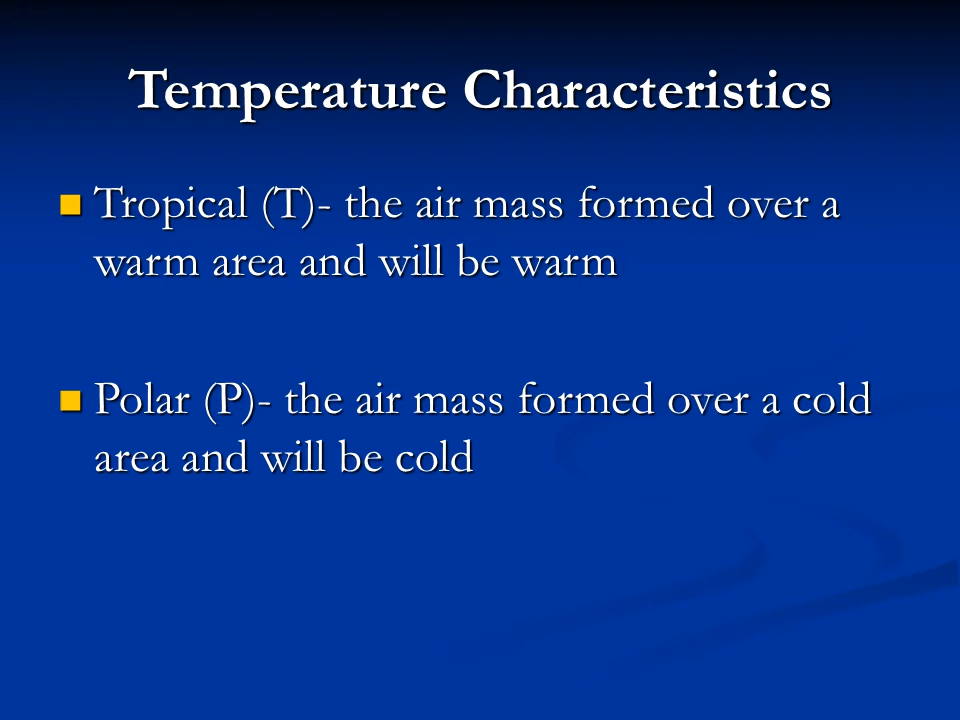 Temperature Characteristics
Tropical (T)- the air mass formed over a
warm area and will be warm
Polar (P)- the air mass formed over a cold
area and will be cold